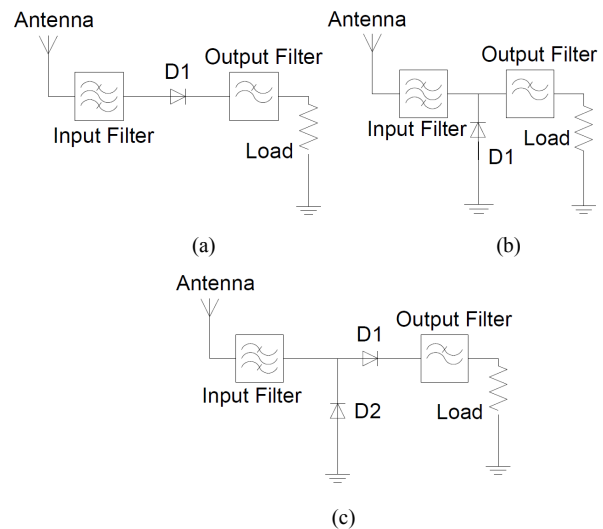 Antenna
D1
Output Filter
Input Filter
Load
(a)
Antenna
Output Filter
Input Filter
D1
Load
(b)
Antenna
D1
Output Filter
Input Filter
D2
Load
(c)